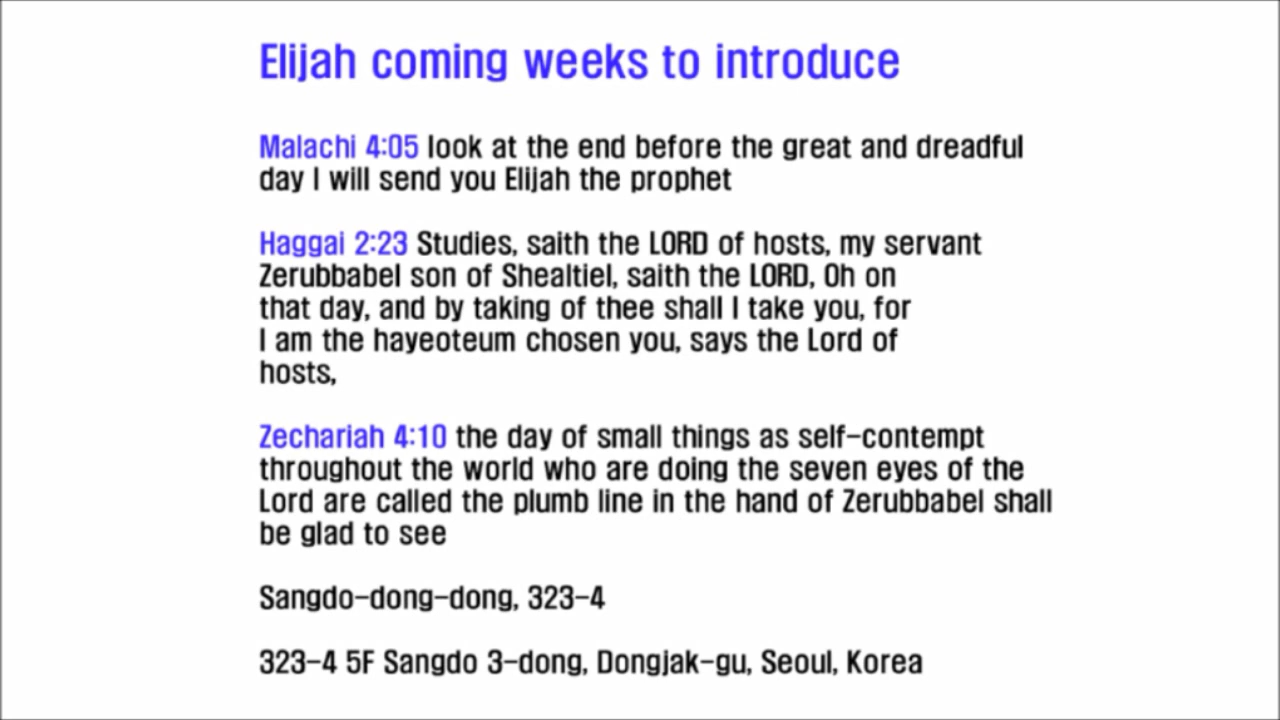 Elijah coming weeks to introduce
Malachi 4:05 look at the end before the great and dreadful
day I will send you Elijah the prophet
Haggai 2:23 Studies, saith the LORD of hosts, my servant
Zerubbabel son of Shealtiel, saith the LORD, Oh on
that day, and by taking of thee shall I take you, for
I am the hayeoteum chosen you, says the Lord of
hosts,
Zechariah 4:10 the day of small things as self-contempt
throughout the world who are doing the seven eyes of the
Lord are called the plumb line in the hand of Zerubbabel shall
be glad to see
Sangdo-dong-dong, 323-4
323-4 5F Sangdo 3-dong, Dongjak-gu, Seoul, Korea